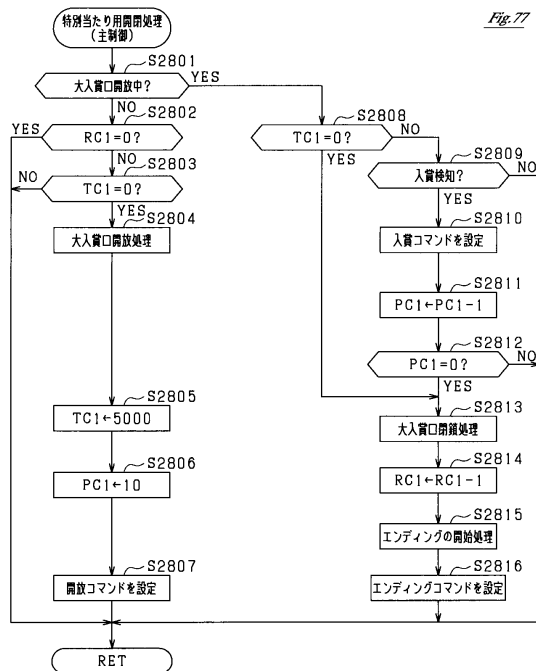 Fig.77
特別当たり用開閉処理
(主制御)
S2801
大入賞口開放中?
YES
NO
S2802
RC1=0?
YES
NO
S2803
TC1=0?
NO
YES
S2804
大入賞口開放処理
S2805
TC1←5000
S2806
PC1←10
S2807
開放コマンドを設定
RET
S2808
TC1=0?
NO
YES
S2809
入賞検知?
NO
YES
S2810
入賞コマンドを設定
S2811
PC1←PC1-1
S2812
PC1=0?
NO
YES
S2813
大入賞口閉鎖処理
S2814
RC1←RC1-1
S2815
エンディングの開始処理
S2816
エンディングコマンドを設定